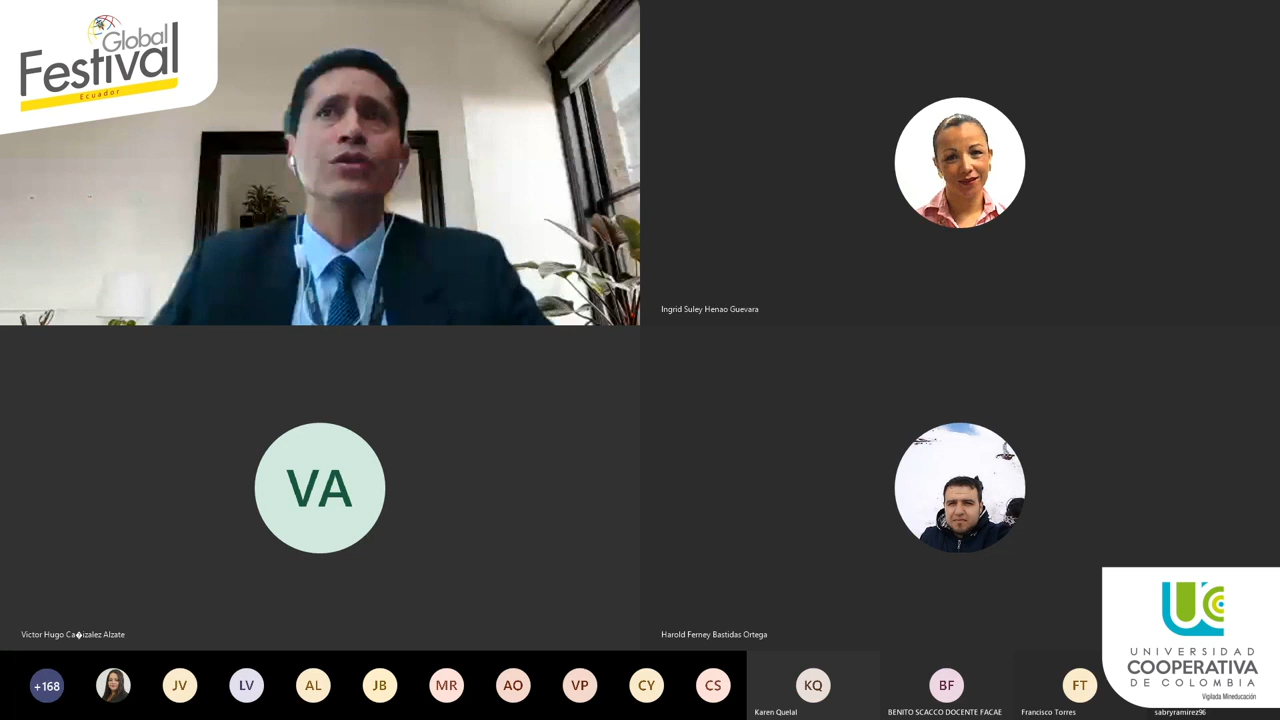 Global
Festival
Ecuador
Ingrid Suley Henao Guevara
VA
Victor Hugo Ca�izalez Alzate
Harold Ferney Bastidas Ortega
UNIVERSIDAD
COOPERATIVA
DE COLOMBIA
Vigilada Mineducación
+168
JV
LV
AL
JB
MR
AO
VP
CY
CS
KQ
Karen Quelal
BF
BENITO SCACCO DOCENTE FACAE
FT
Francisco Torres
sabryramirez96